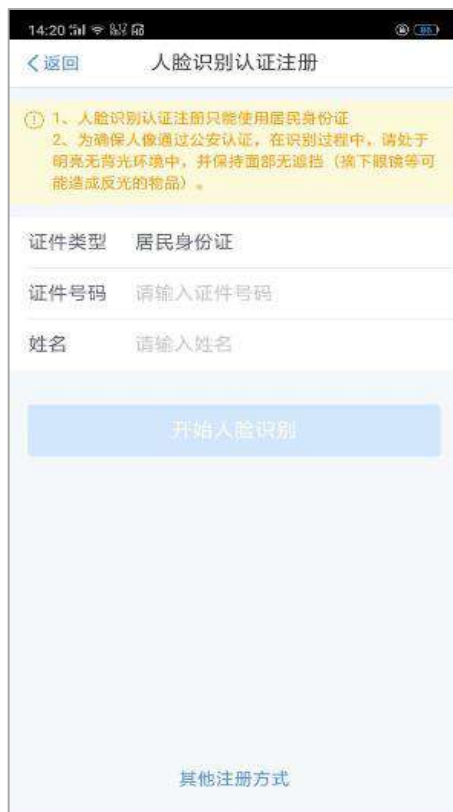 14:20
返回 人脸识别认证注册
1、人脸识别认证注册只能使用居民身份证
2、为确保人像通过公安认证，在识别过程中，请处于
明亮无背光环境中，并保持面部无遮挡（摘下眼镜等可
能造成反光的物品）。
证件类型 居民身份证
证件号码 请输入证件号码
姓名 请输入姓名
开始人脸识别
其他注册方式